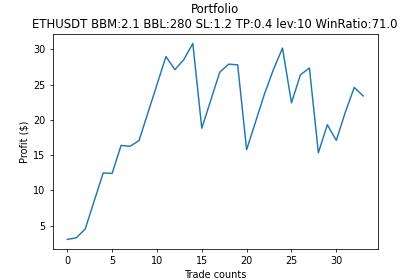 Portfolio
ETHUSDT BBM:2.1 BBL:280 SL:1.2 TP:0.4 lev:10 WinRatio:71.0
30
25
20
15
10
5
Profit ($)
0 5 10 15 20 25 30
Trade counts